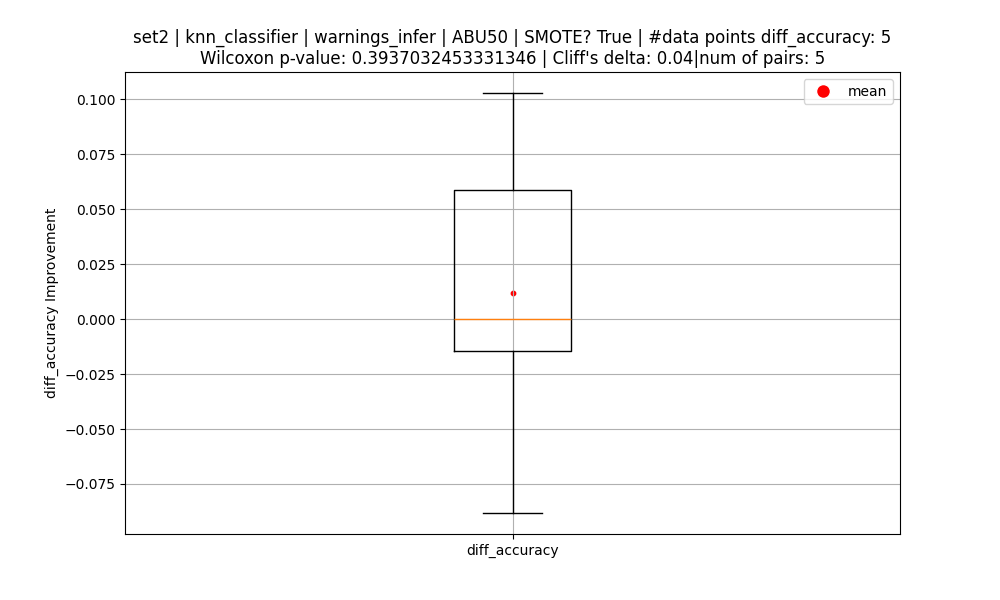 set2 | knn_classifier | warnings_infer | ABU50 | SMOTE? True | #data points diff_accuracy: 5
Wilcoxon p-value: 0.3937032453331346 | Cliff's delta: 0.04|num of pairs: 5
mean
diff_accuracy Improvement
0.100
0.075
0.050
0.025
0.000
−0.025
−0.050
−0.075
diff_accuracy